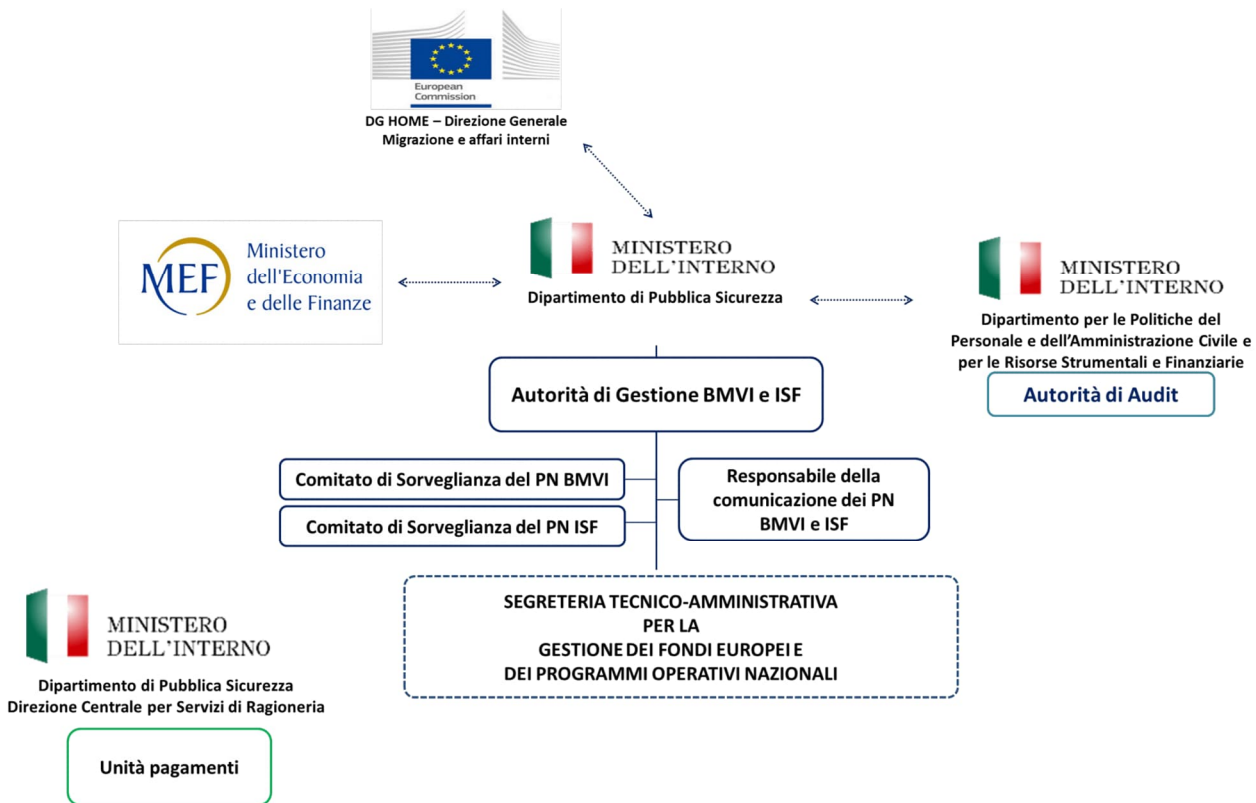 European
Commission
DG HOME – Direzione Generale
Migrazione e affari interni
MEF
Ministero
dell'Economia
e delle Finanze
MINISTERO
DELL'INTERNO
Dipartimento di Pubblica Sicurezza
MINISTERO
DELL'INTERNO
Dipartimento per le Politiche del
Personale e dell'Amministrazione Civile e
per le Risorse Strumentali e Finanziarie
Autorità di Audit
Autorità di Gestione BMVI e ISF
Comitato di Sorveglianza del PN BMVI
Comitato di Sorveglianza del PN ISF
Responsabile della
comunicazione dei PN
BMVI e ISF
SEGRETERIA TECNICO-AMMINISTRATIVA
PER LA
GESTIONE DEI FONDI EUROPEI E
DEI PROGRAMMI OPERATIVI NAZIONALI
MINISTERO
DELL'INTERNO
Dipartimento di Pubblica Sicurezza
Direzione Centrale per Servizi di Ragioneria
Unità pagamenti